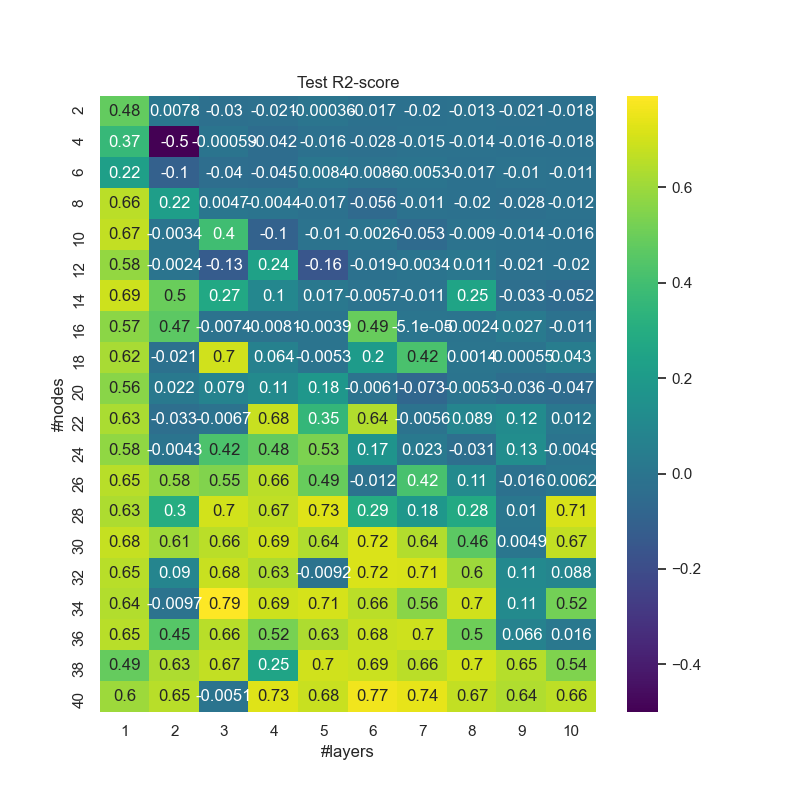 Test R2-score
2 0.48 0.0078 -0.03 -0.021 -0.00036 -0.017 -0.02 -0.013 -0.021 -0.018
4 0.37 -0.5 -0.00059 -0.042 -0.016 -0.028 -0.015 -0.014 -0.016 -0.018
6 0.22 -0.1 -0.04 -0.045 0.0084 -0.0086 -0.0053 -0.017 -0.01 -0.011
8 0.66 0.22 0.0047 -0.0044 -0.017 -0.056 -0.011 -0.02 -0.028 -0.012
10 0.67 -0.0034 0.4 -0.1 -0.01 -0.0026 -0.053 -0.009 -0.014 -0.016
12 0.58 -0.0024 -0.13 0.24 -0.16 -0.019 -0.0034 0.011 -0.021 -0.02
14 0.69 0.5 0.27 0.1 0.017 -0.0057 -0.011 0.25 -0.033 -0.052
16 0.57 0.47 -0.0074 -0.0081 -0.0039 0.49 -5.1e-05 -0.0024 0.027 -0.011
18 0.62 -0.021 0.7 0.064 -0.0053 0.2 0.42 0.0014 -0.00055 0.043
20 0.56 0.022 0.079 0.11 0.18 -0.0061 -0.073 -0.0053 -0.036 -0.047
22 0.63 -0.033 -0.0067 0.68 0.35 0.64 -0.0056 0.089 0.12 0.012
24 0.58 -0.0043 0.42 0.48 0.53 0.17 0.023 -0.031 0.13 -0.0049
26 0.65 0.58 0.55 0.66 0.49 -0.012 0.42 0.11 -0.016 0.0062
28 0.63 0.3 0.7 0.67 0.73 0.29 0.18 0.28 0.01 0.71
30 0.68 0.61 0.66 0.69 0.64 0.72 0.64 0.46 0.0049 0.67
32 0.65 0.09 0.68 0.63 -0.0092 0.72 0.71 0.6 0.11 0.088
34 0.64 -0.0097 0.79 0.69 0.71 0.66 0.56 0.7 0.11 0.52
36 0.65 0.45 0.66 0.52 0.63 0.68 0.7 0.5 0.066 0.016
38 0.49 0.63 0.67 0.25 0.7 0.69 0.66 0.7 0.65 0.54
40 0.6 0.65 -0.0051 0.73 0.68 0.77 0.74 0.67 0.64 0.66
1 2 3 4 5 6 7 8 9 10
#layers
#nodes
0.6
0.4
0.2
0.0
−0.2
−0.4